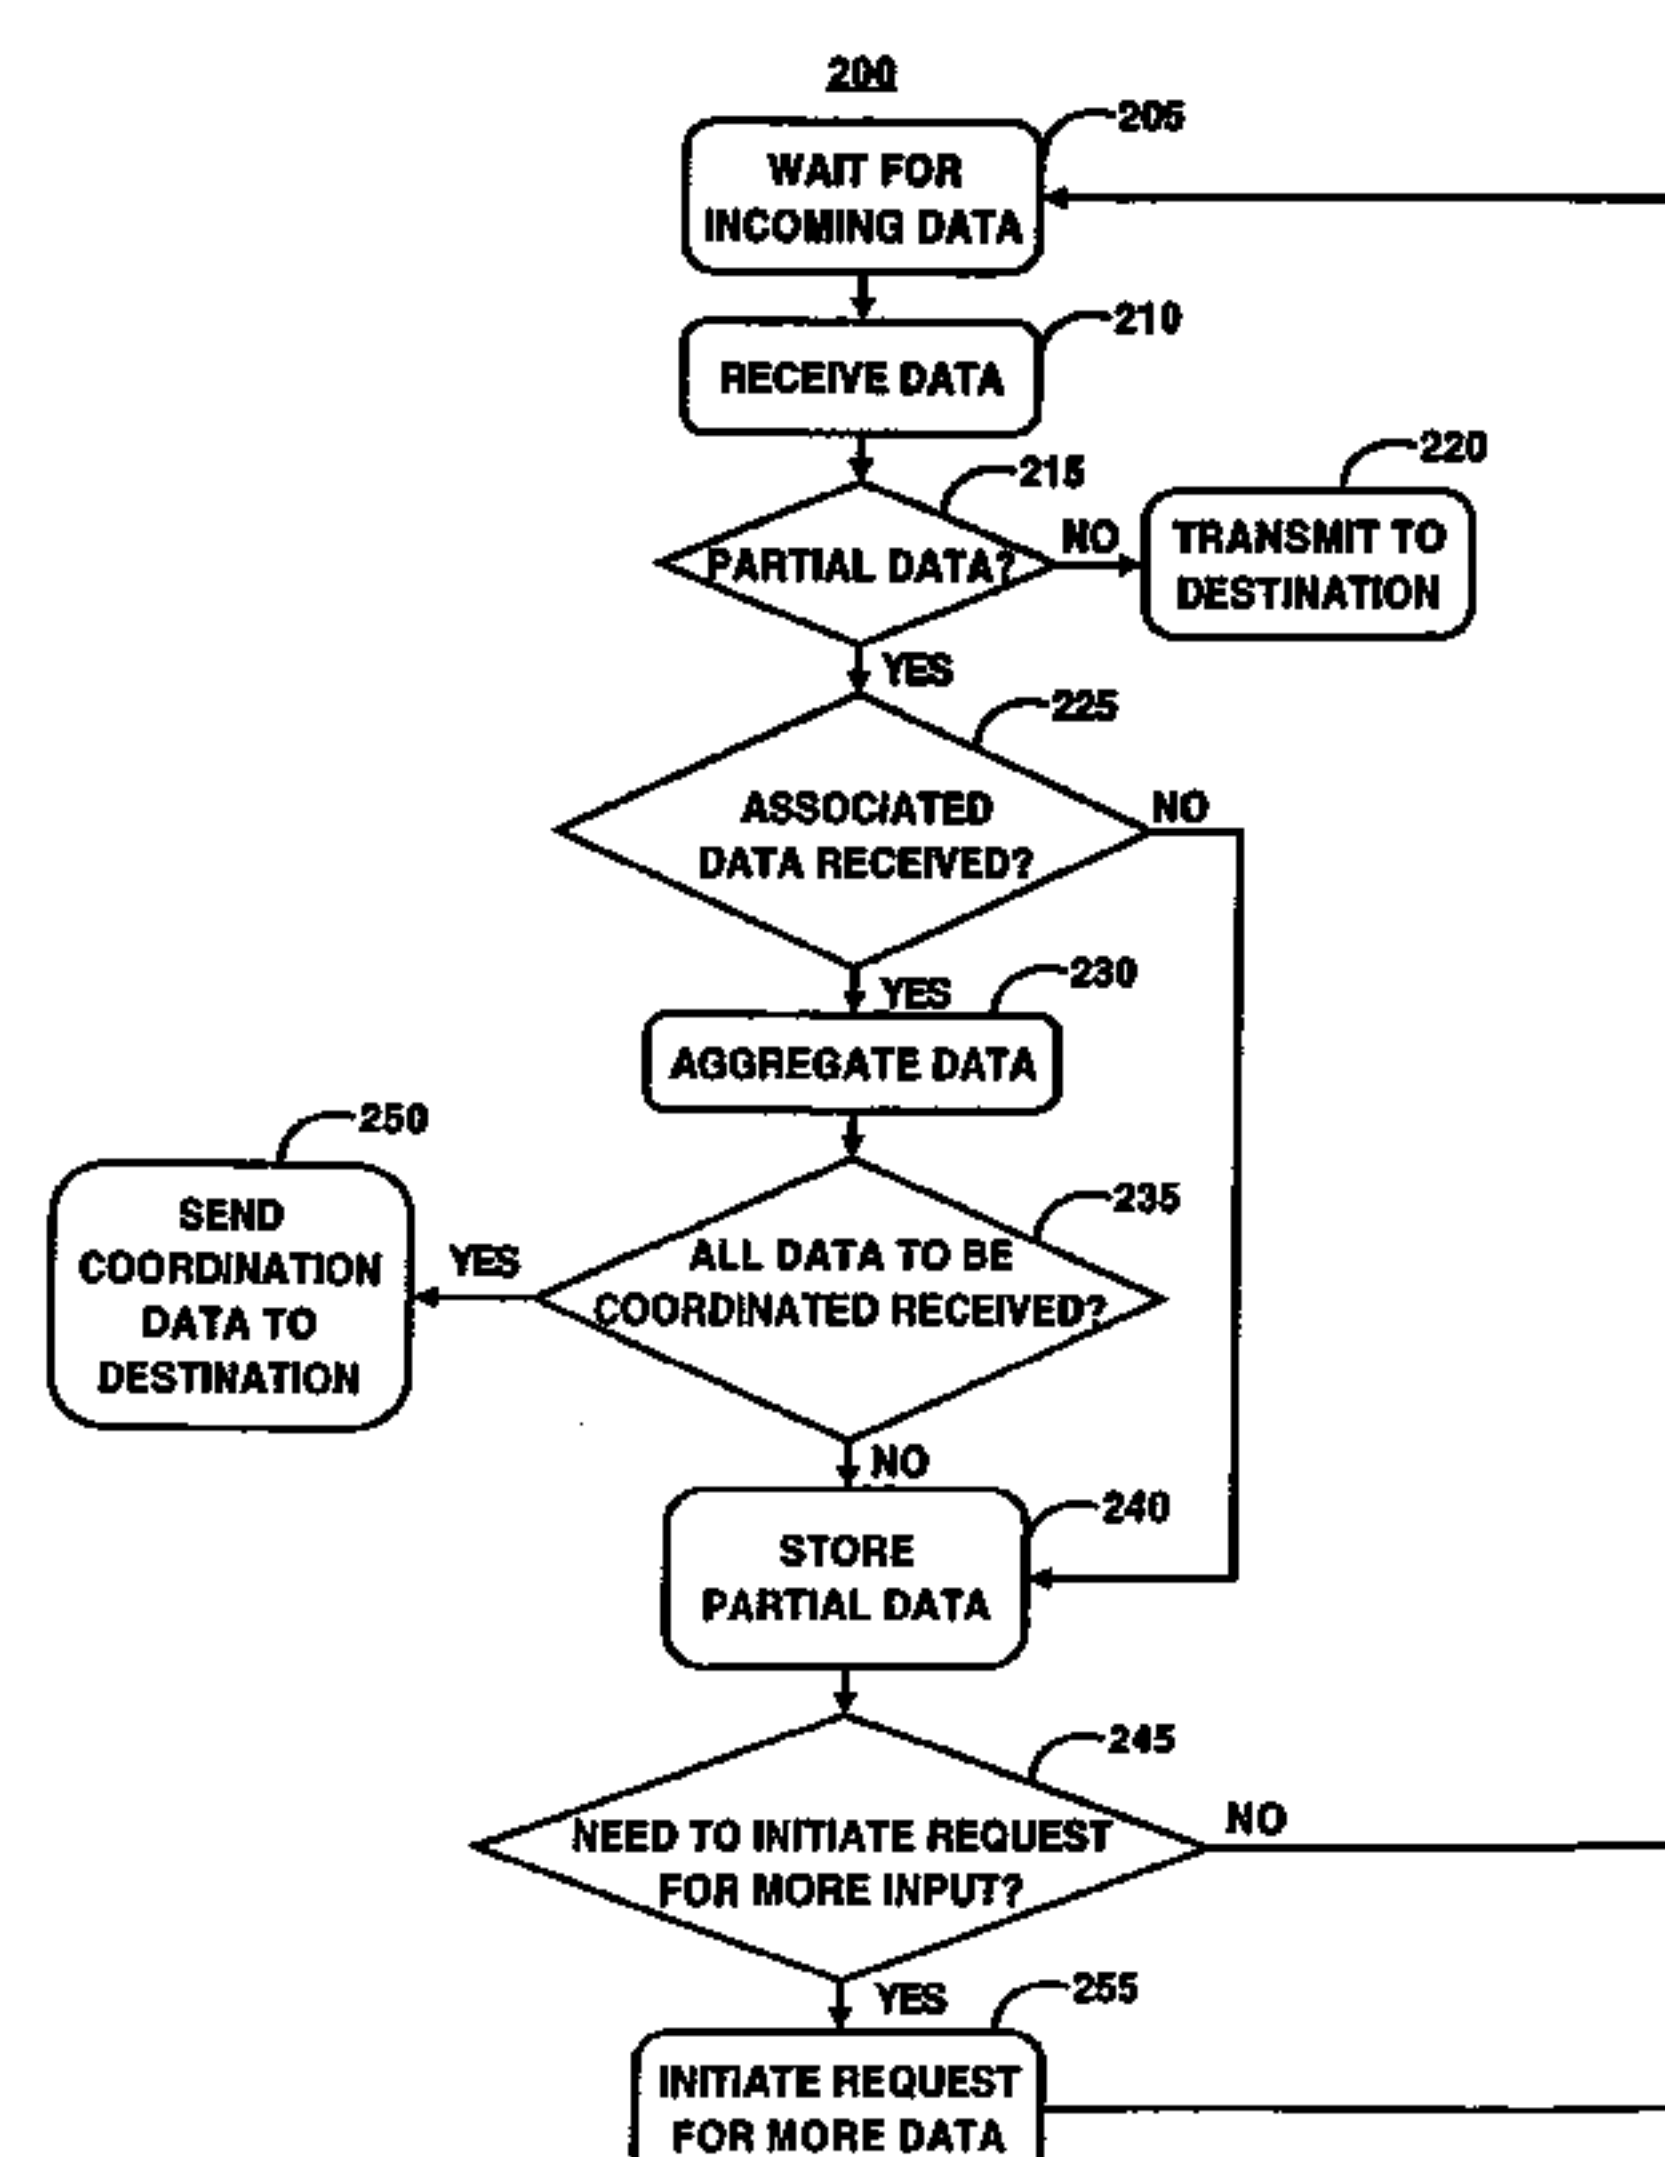 200
205
WAIT FOR
INCOMING DATA
210
RECEIVE DATA
215
PARTIAL DATA?
NO
220
TRANSMIT TO
DESTINATION
YES
225
ASSOCIATED
DATA RECEIVED?
NO
YES
230
AGGREGATE DATA
250
SEND
COORDINATION
DATA TO
DESTINATION
YES
235
ALL DATA TO BE
COORDINATED RECEIVED?
NO
240
STORE
PARTIAL DATA
245
NEED TO INITIATE REQUEST
FOR MORE INPUT?
NO
YES
255
INITIATE REQUEST
FOR MORE DATA